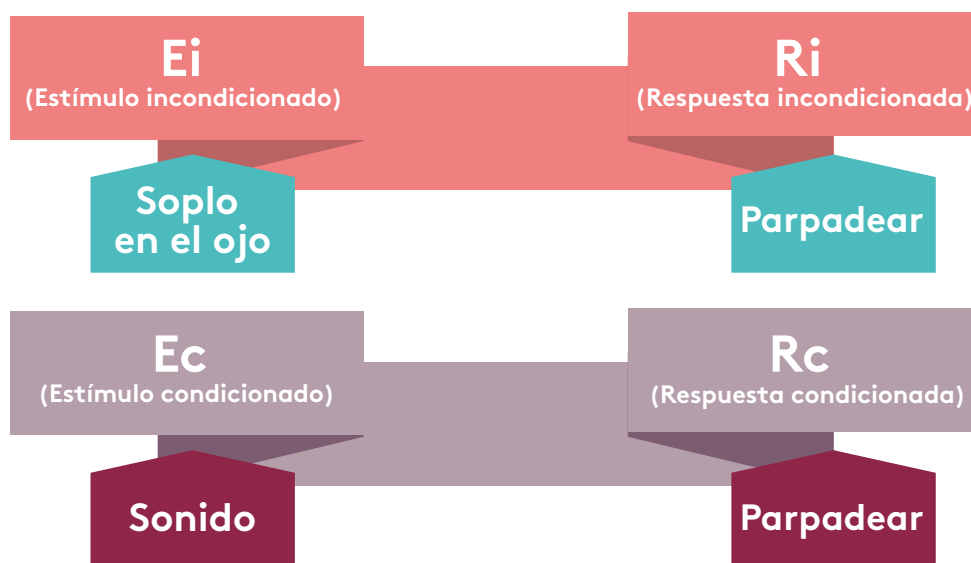 Ei
(Estímulo incondicionado)
Ri
(Respuesta incondicionada)
Soplo
en el ojo
Parpadear
Ec
(Estímulo condicionado)
Rc
(Respuesta condicionada)
Sonido
Parpadear